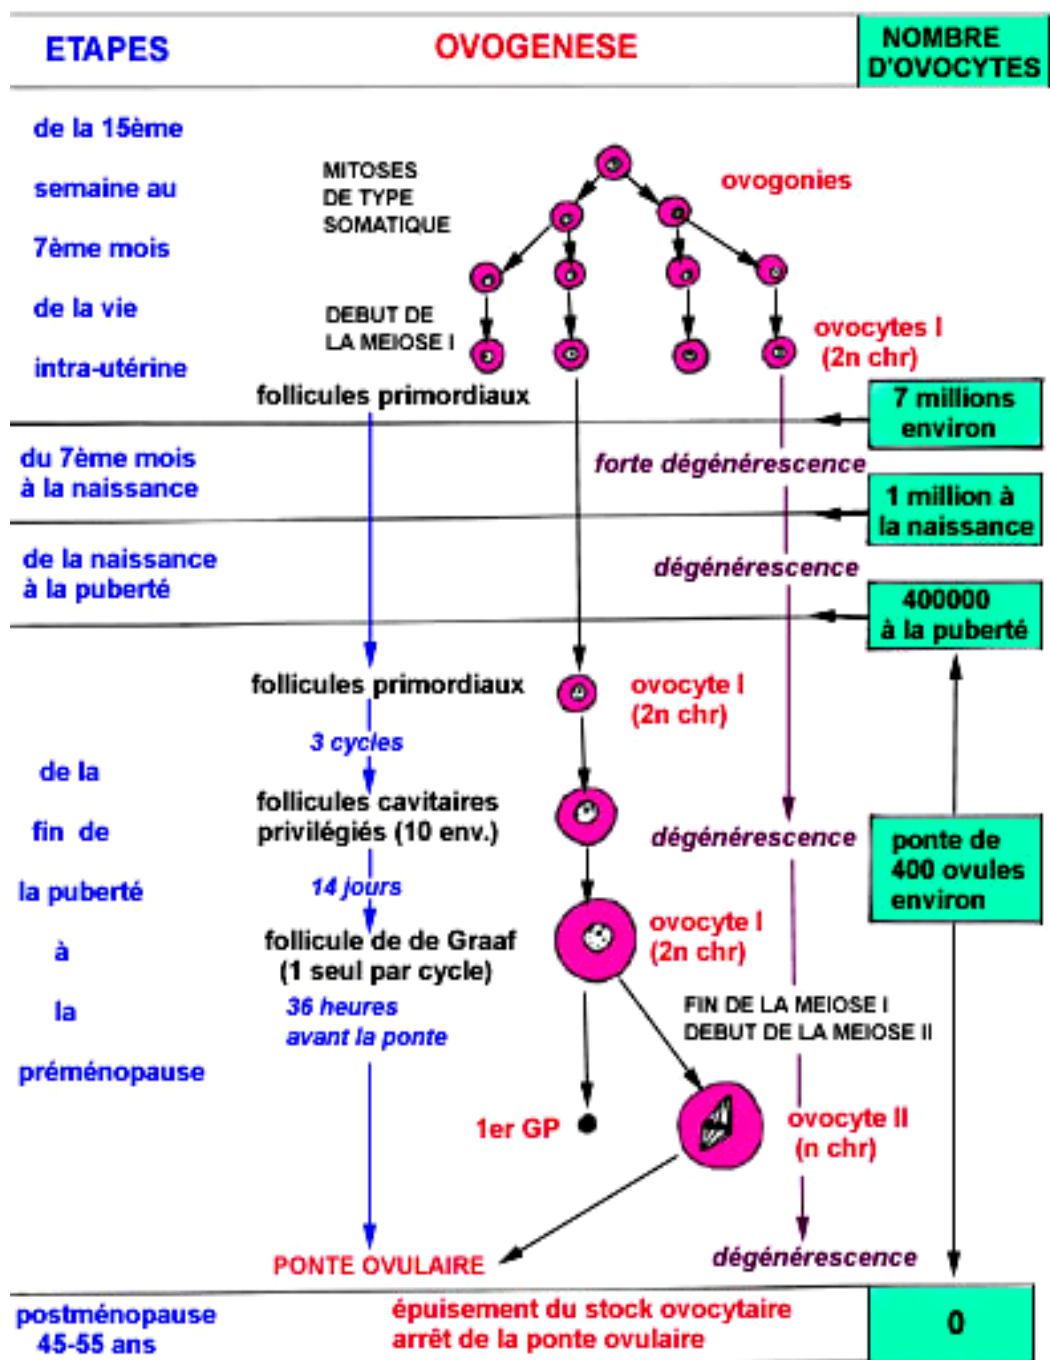 ETAPES
OVOGENESE
NOMBRE
D'OVOCYTES
de la 15ème
semaine au
7ème mois
de la vie
intra-utérine
MITOSES
DE TYPE
SOMATIQUE
ovogonies
DEBUT DE
LA MEIOSE I
ovocytes I
(2n chr)
follicules primordiaux
7 millions
environ
du 7ème mois
à la naissance
forte dégénérescence
1 million à
la naissance
de la naissance
à la puberté
dégénérescence
400000
à la puberté
follicules primordiaux
ovocyte I
(2n chr)
3 cycles
de la
fin de
la puberté
à
la
préménopause
follicules cavitaires
privilégiés (10 env.)
dégénérescence
ponte de
400 ovules
environ
14 jours
follicule de de Graaf
(1 seul par cycle)
ovocyte I
(2n chr)
36 heures
avant la ponte
FIN DE LA MEIOSE I
DEBUT DE LA MEIOSE II
1er GP
ovocyte II
(n chr)
PONTE OVULAIRE
dégénérescence
postménopause
45-55 ans
épuisement du stock ovocytaire
arrêt de la ponte ovulaire
0